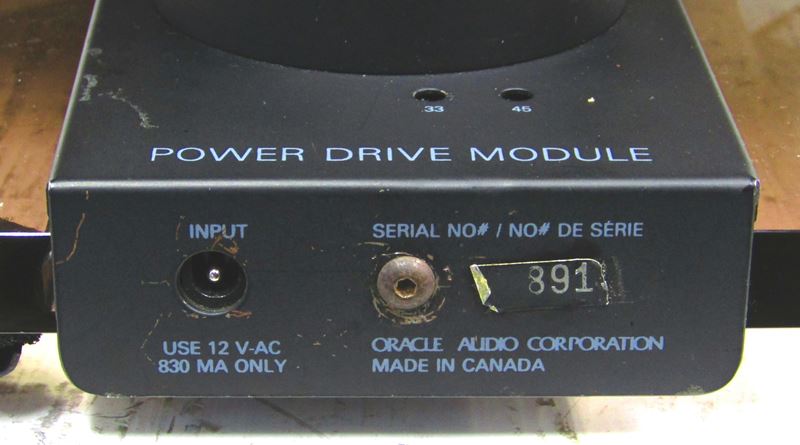 33 45
POWER DRIVE MODULE
INPUT
SERIAL NO# / NO# DE SÉRIE
891
USE 12 V-AC
830 MA ONLY
ORACLE AUDIO CORPORATION
MADE IN CANADA